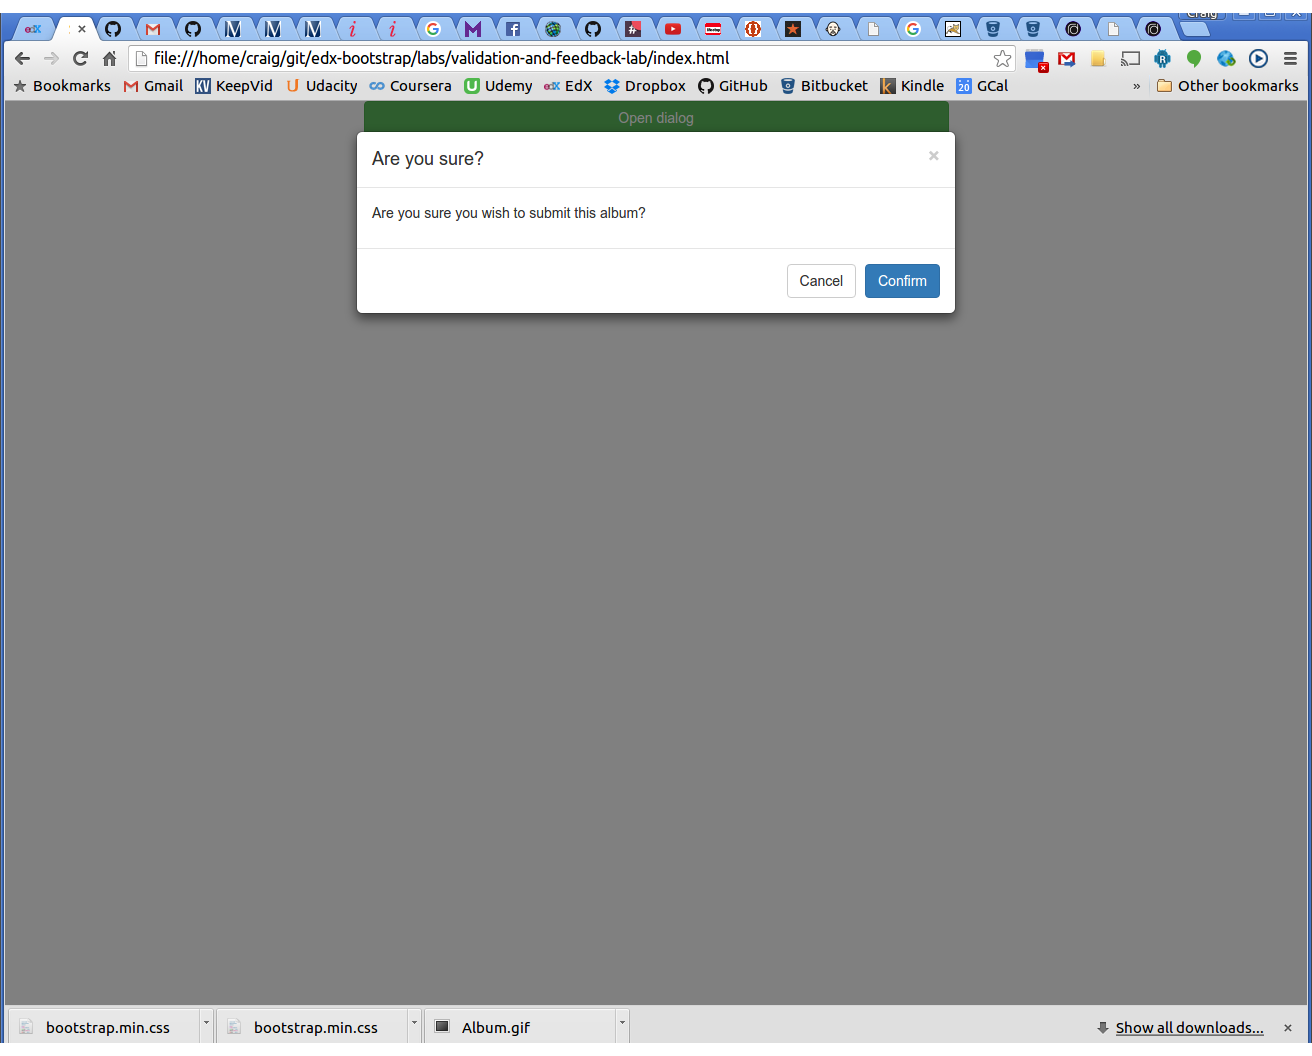 Craig
file:///home/craig/git/edx-bootstrap/labs/validation-and-feedback-lab/index.html
Bookmarks Gmail KeepVid Udacity Coursera Udemy EdX Dropbox GitHub Bitbucket Kindle 20 GCal » Other bookmarks
Open dialog
Are you sure? ×
Are you sure you wish to submit this album?
Cancel Confirm
bootstrap.min.css bootstrap.min.css Album.gif Show all downloads... ×